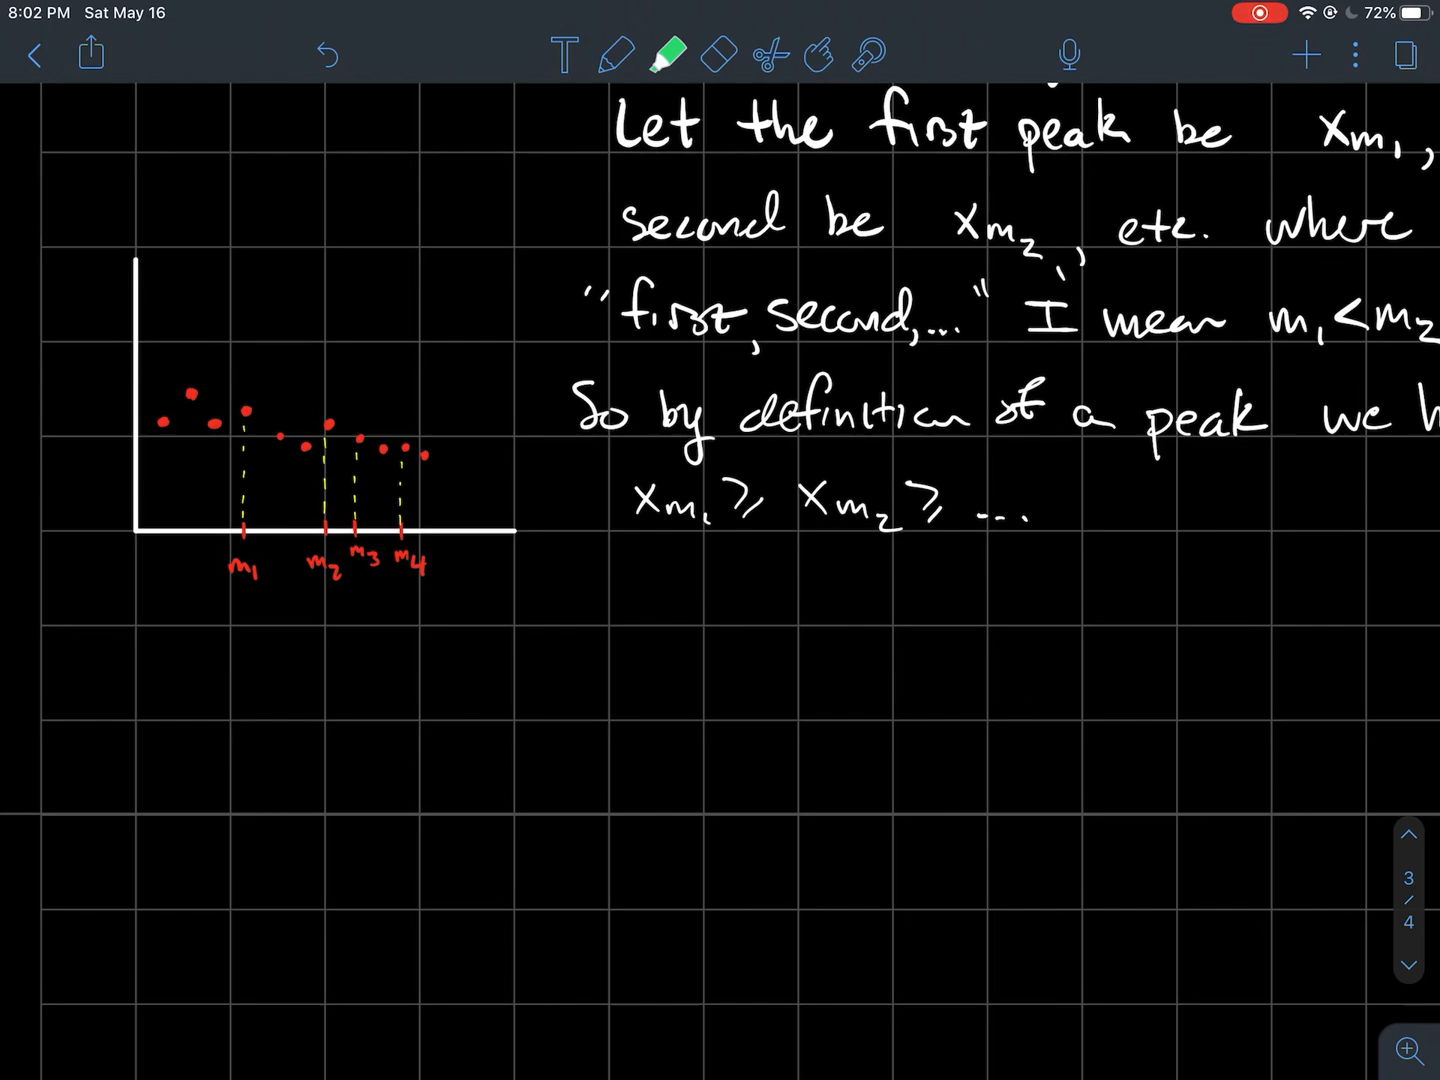 8:02 PM Sat May 16
72%
T
Let the first peak be xm₁,
second be xm₂, etc. where
"first, second,..." I mean m₁<m₂
So by definition of a peak we h
xm₁ ⩾ xm₂ ⩾ ...
m₁ m₂ m₃ m₄
3
/
4